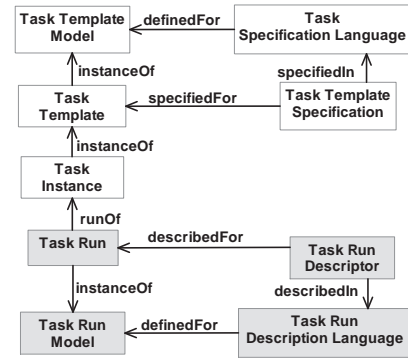 Task Template
Model
definedFor
Task
Specification Language
instanceOf
specifiedIn
Task
Template
specifiedFor
Task Template
Specification
instanceOf
Task
Instance
runOf
Task Run
describedFor
Task Run
Descriptor
instanceOf
describedIn
Task Run
Model
definedFor
Task Run
Description Language